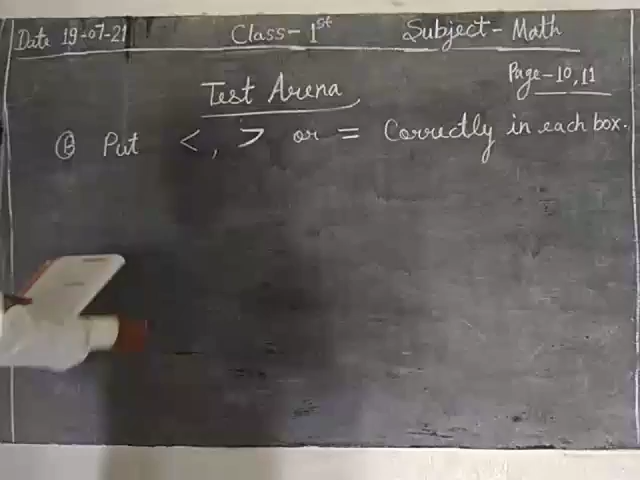 Date 19-07-21 Class- 1st Subject- Math
Page-10,11
Test Arena
(B) Put <, > or = Correctly in each box.